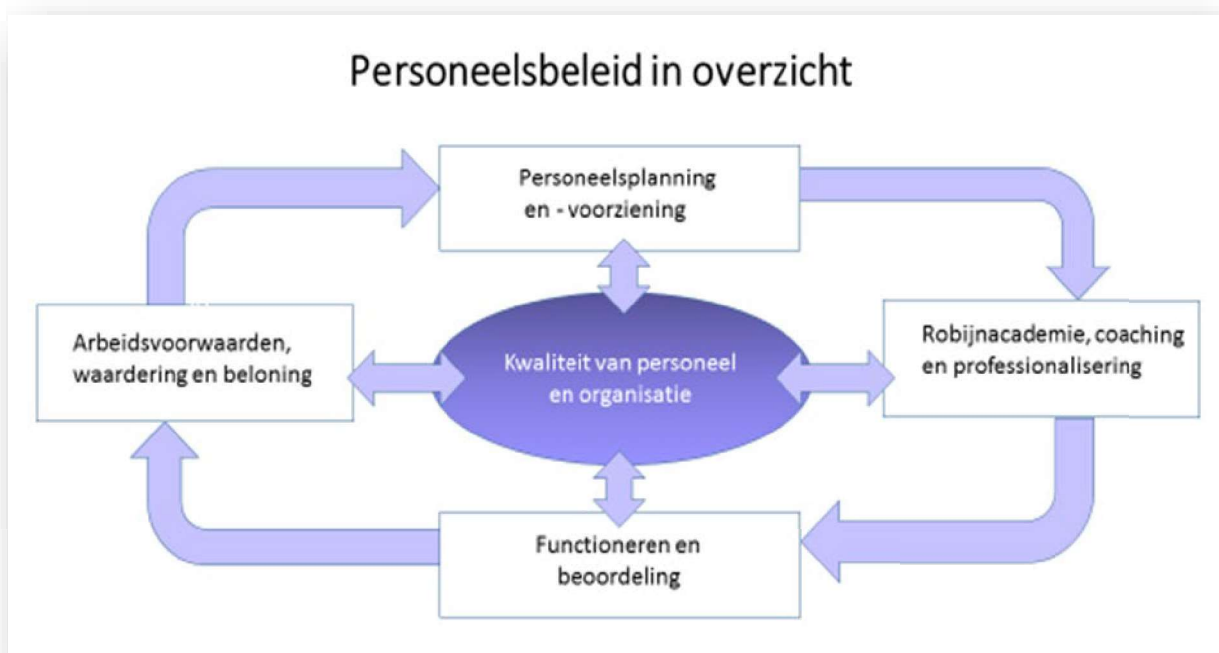 Personeelsbeleid in overzicht
Personeelsplanning
en - voorziening
Arbeidsvoorwaarden,
waardering en beloning
Kwaliteit van personeel
en organisatie
Robijnacademie, coaching
en professionalisering
Functioneren en
beoordeling